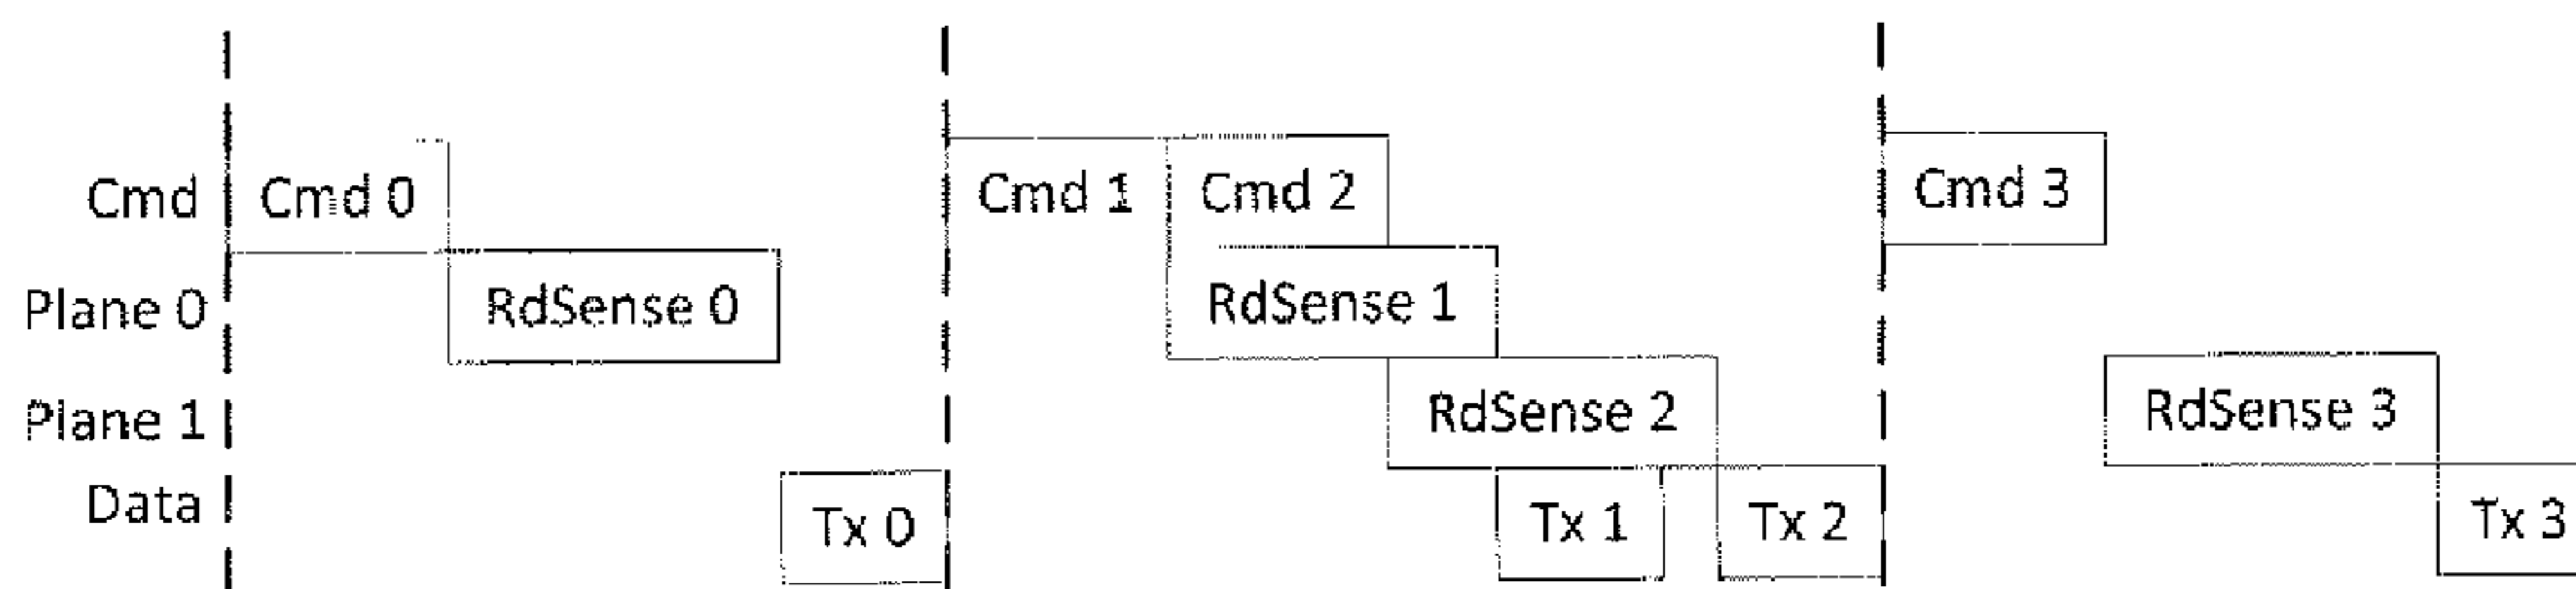 Cmd Cmd 0 Cmd 1 Cmd 2 Cmd 3
Plane 0 RdSense 0 RdSense 1
Plane 1 RdSense 2 RdSense 3
Data Tx 0 Tx 1 Tx 2 Tx 3